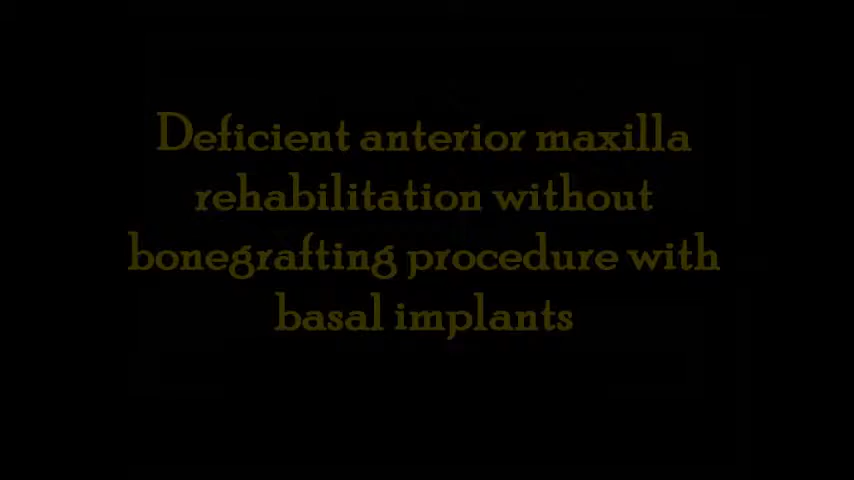 Deficient anterior maxilla
rehabilitation without
bonegrafting procedure with
basal implants